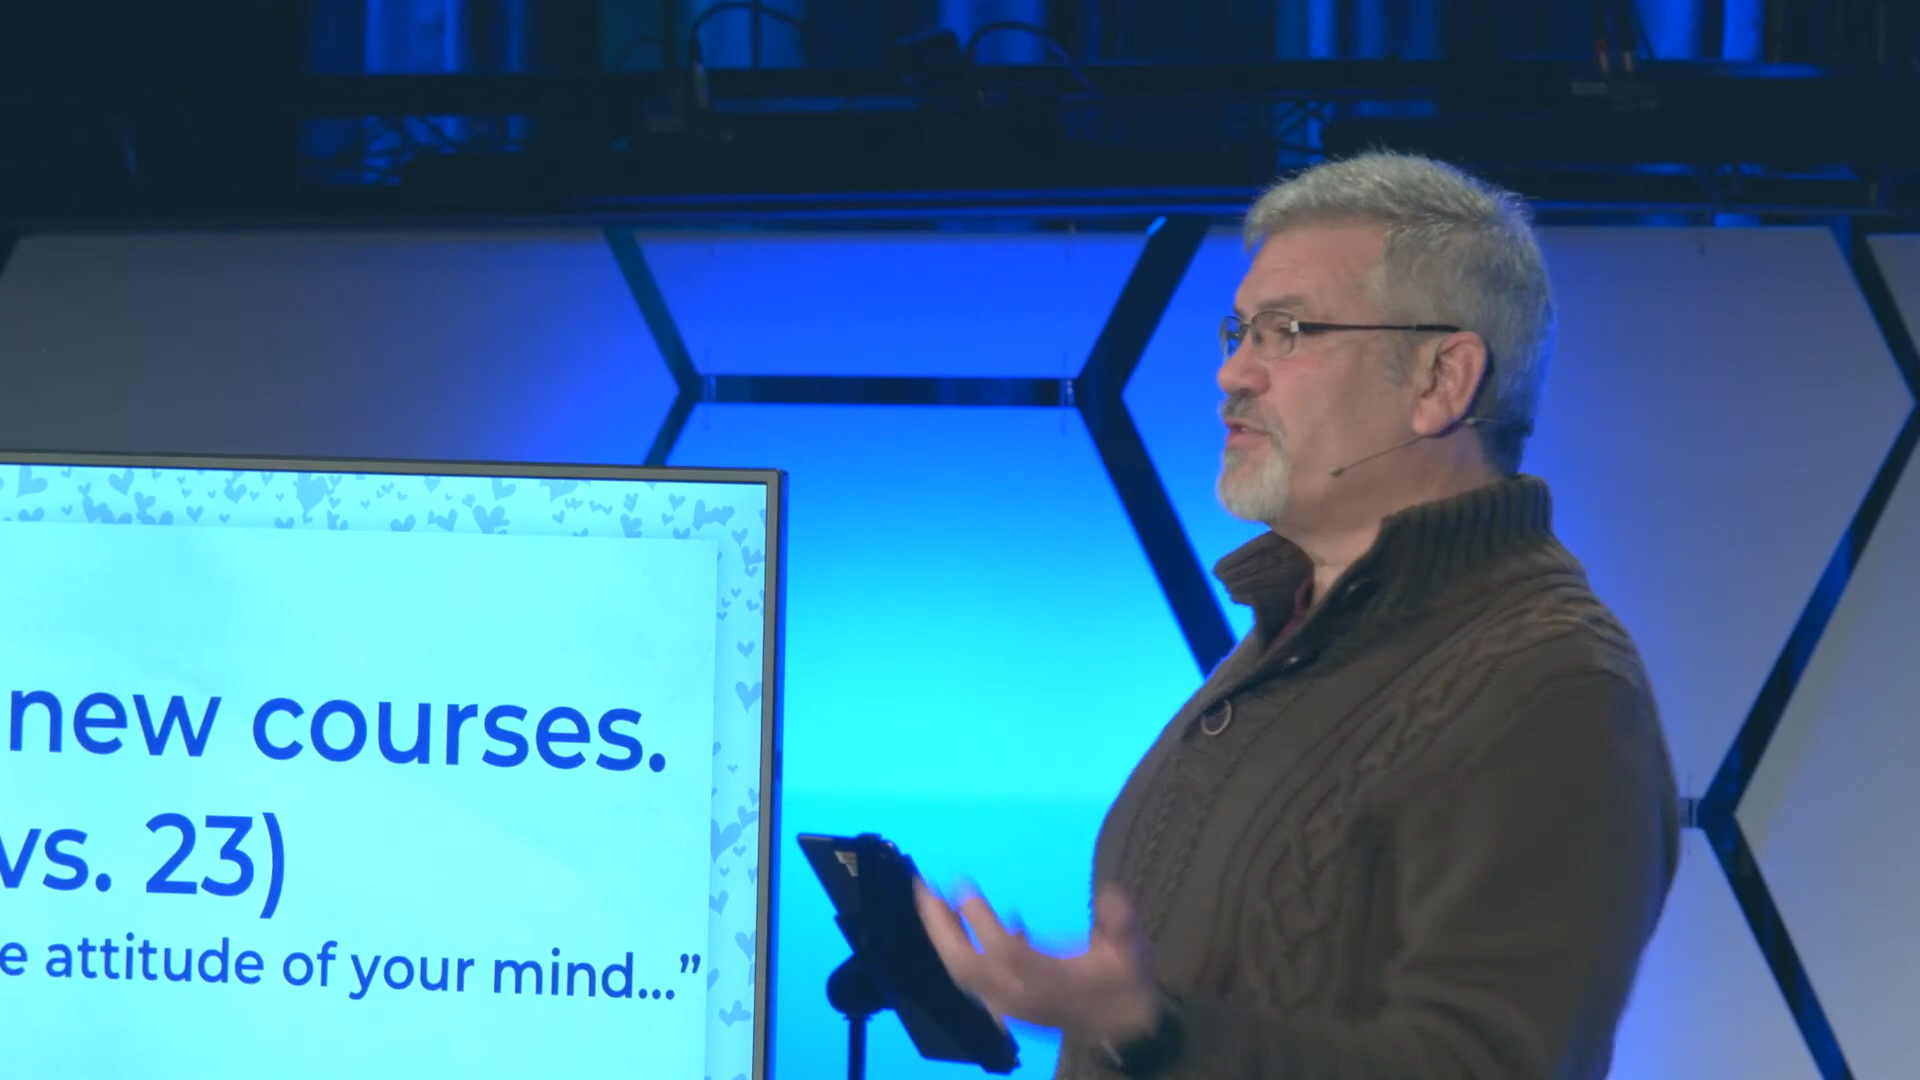 new courses.
vs. 23)
attitude of your mind...”